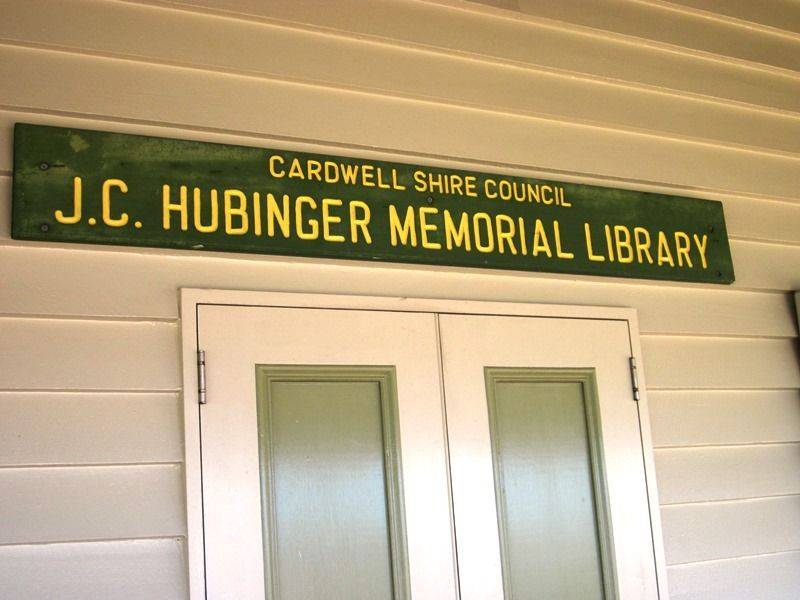 CARDWELL SHIRE COUNCIL
J.C. HUBINGER MEMORIAL LIBRARY